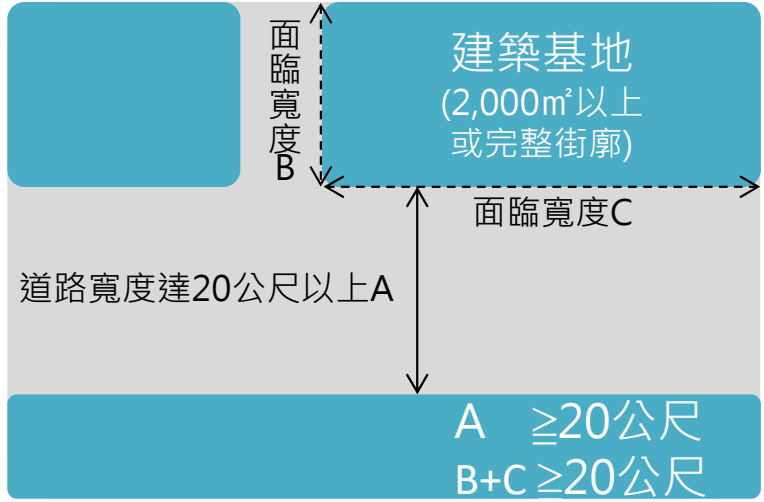 面臨寬度B
建築基地
(2,000㎡以上
或完整街廓)
面臨寬度C
道路寬度達20公尺以上A
A ≧20公尺
B+C ≧20公尺